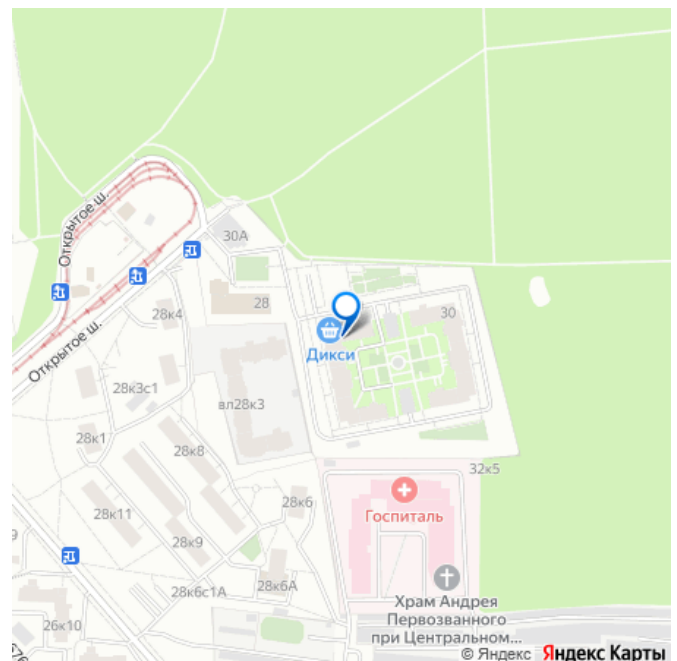 Открытое ш.
30А
28
30
28к4
Дикси
Открытое ш.
28к3с1
вл28к3
28к1
28к8
32к5
28к6
Госпиталь
28к11
28к9
28к6А
28к6с1А
Храм Андрея
Первозванного
при Центральном...
26к10
© Яндекс Яндекс Карты